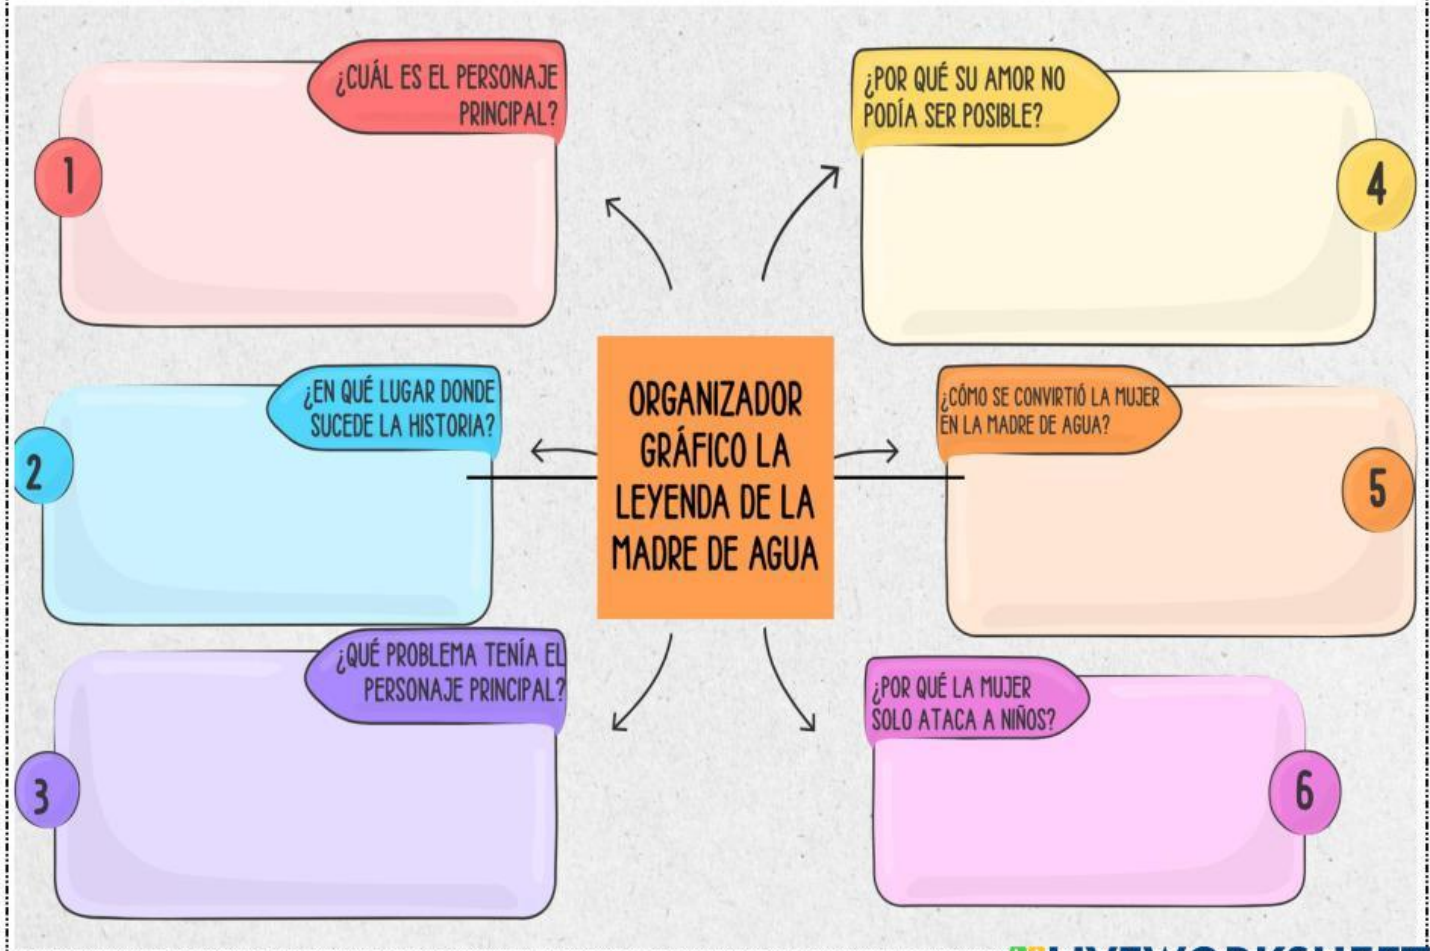 ¿CUÁL ES EL PERSONAJE
PRINCIPAL?
1
¿EN QUÉ LUGAR DONDE
SUCEDE LA HISTORIA?
2
¿QUÉ PROBLEMA TENÍA EL
PERSONAJE PRINCIPAL?
3
ORGANIZADOR
GRÁFICO LA
LEYENDA DE LA
MADRE DE AGUA
¿POR QUÉ SU AMOR NO
PODÍA SER POSIBLE?
4
¿CÓMO SE CONVIRTIÓ LA MUJER
EN LA MADRE DE AGUA?
5
¿POR QUÉ LA MUJER
SOLO ATACA A NIÑOS?
6